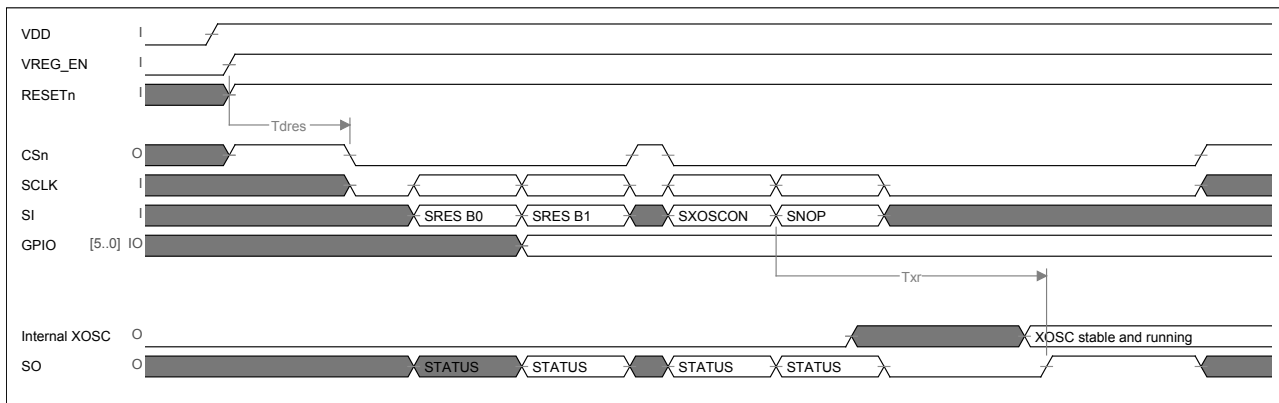 VDD I
VREG_EN I
RESETn I
Tdres
CSn O
SCLK I
SI I SRES B0 SRES B1 SXOSCON SNOP
GPIO [5..0] IO
Txr
Internal XOSC O XOSC stable and running
SO O STATUS STATUS STATUS STATUS